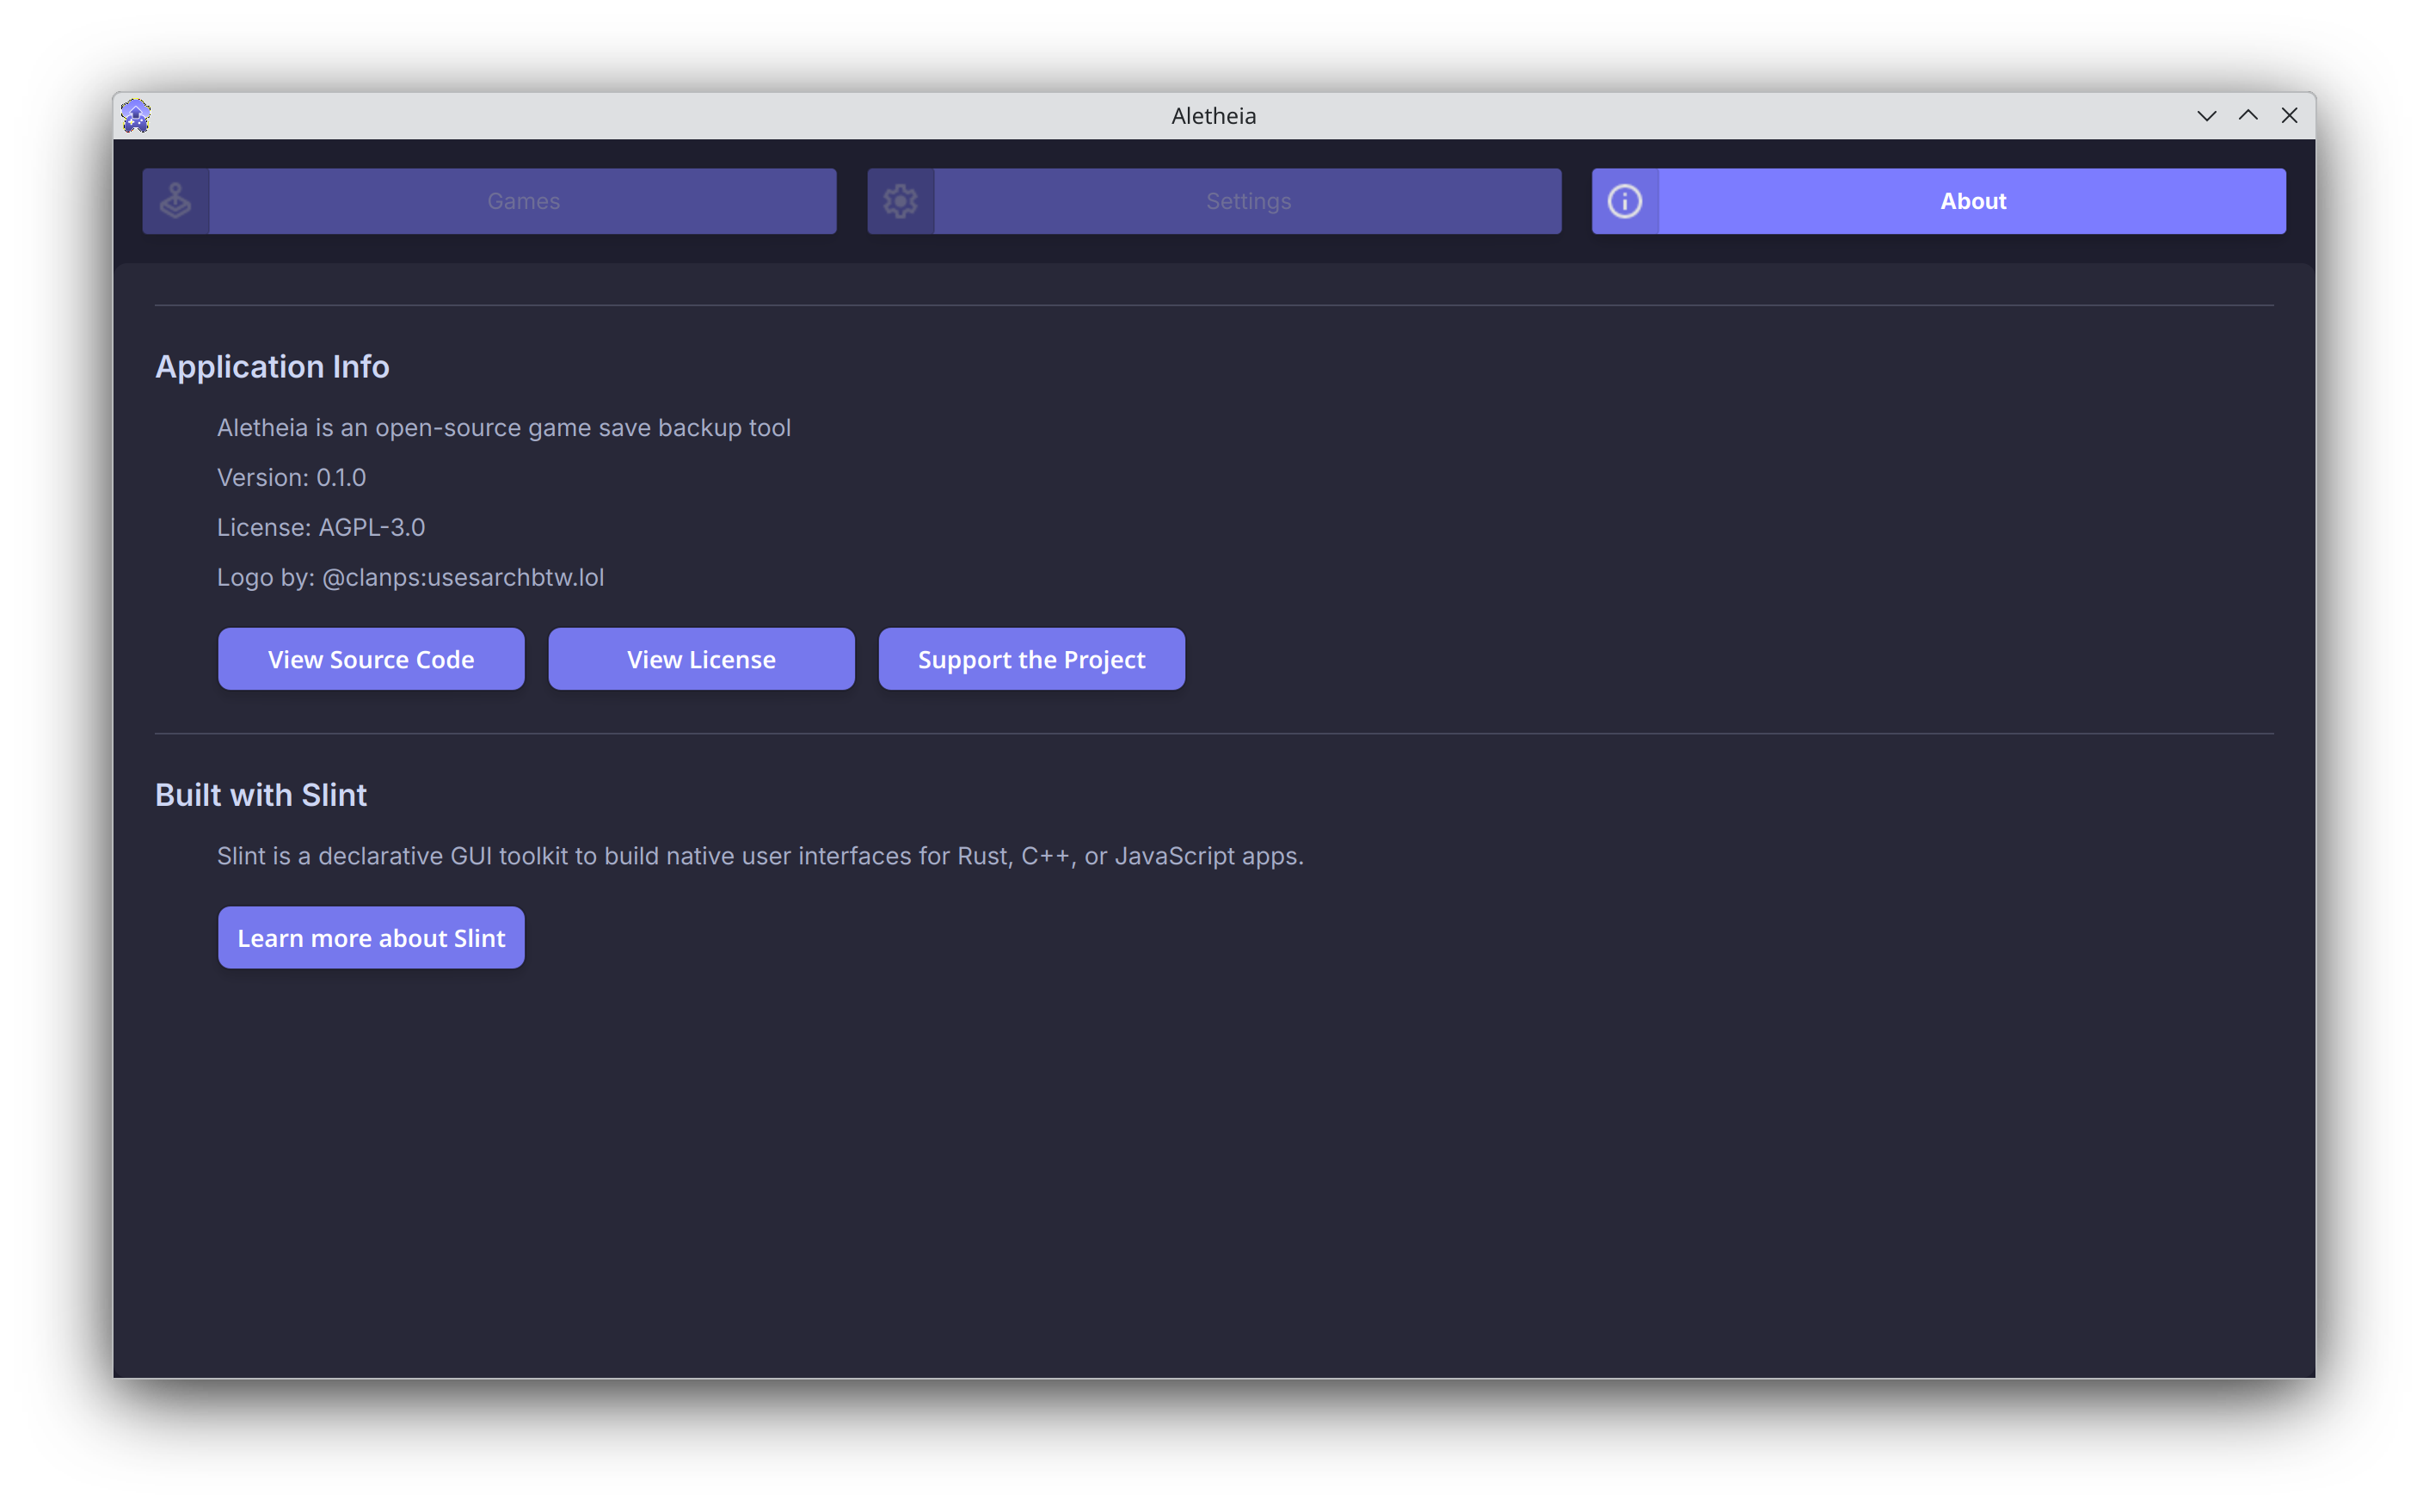 Aletheia
Games
Settings
About
Application Info
Aletheia is an open-source game save backup tool
Version: 0.1.0
License: AGPL-3.0
Logo by: @clanps:usesarchbtw.lol
View Source Code
View License
Support the Project
Built with Slint
Slint is a declarative GUI toolkit to build native user interfaces for Rust, C++, or JavaScript apps.
Learn more about Slint